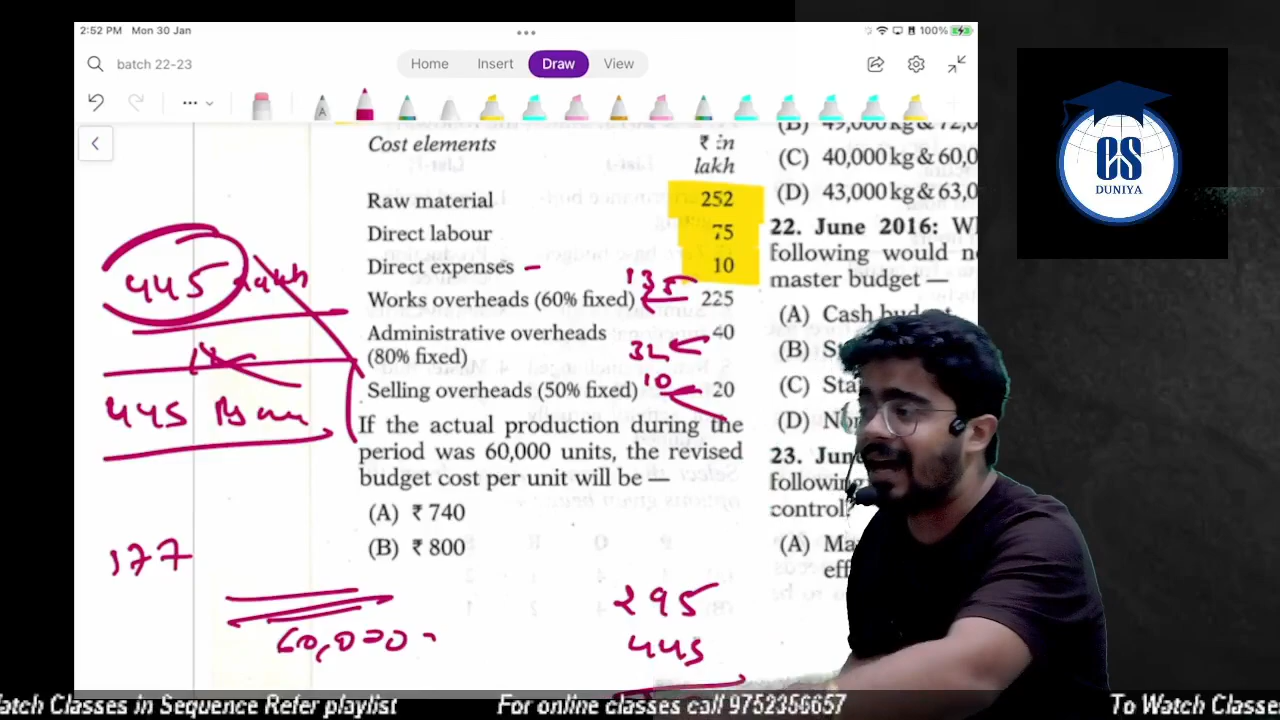 2:52 PM Mon 30 Jan
100%
batch 22-23
Home Insert Draw View
Cost elements ₹ in lakh
Raw material 252
Direct labour 75
Direct expenses 10
Works overheads (60% fixed) 225
135
Administrative overheads 40
(80% fixed)
32
Selling overheads (50% fixed) 20
10
If the actual production during the
period was 60,000 units, the revised
budget cost per unit will be —
(A) ₹ 740
(B) ₹ 800
445 Lakh
18
445
177
60,000
295
445
(C) 40,000 kg & 60,0
(D) 43,000 kg & 63,0
22. June 2016: Wh
following would no
master budget —
(A) Cash budget
(B) S
(C) Sta
(D) No
23. Jun
following
control?
(A) Ma
eff
CS
DUNIYA
Watch Classes in Sequence Refer playlist For online classes call 9752356657 To Watch Classe